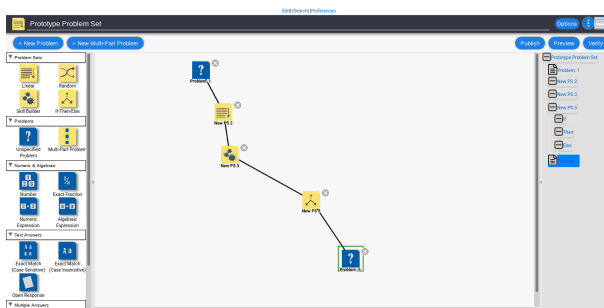 Edit|Search|Preferences
Prototype Problem Set
Options
+ New Problem
+ New Multi-Part Problem
Publish
Preview
Verify
Problem Sets
Linear
Random
Skill Builder
If-Then-Else
Problems
Unspecified
Problem
Multi-Part Problem
Numeric & Algebraic
Number
Exact Fraction
Numeric
Expression
Algebraic
Expression
Text Answers
Exact Match
(Case Sensitive)
Exact Match
(Case Insensitive)
Open Response
Multiple Answers
Problem 1
New PS 2
New PS 3
New PS
Problem
Prototype Problem Set
Problem: 1
New PS 2
New PS 3
New PS 5
If
Then
Else